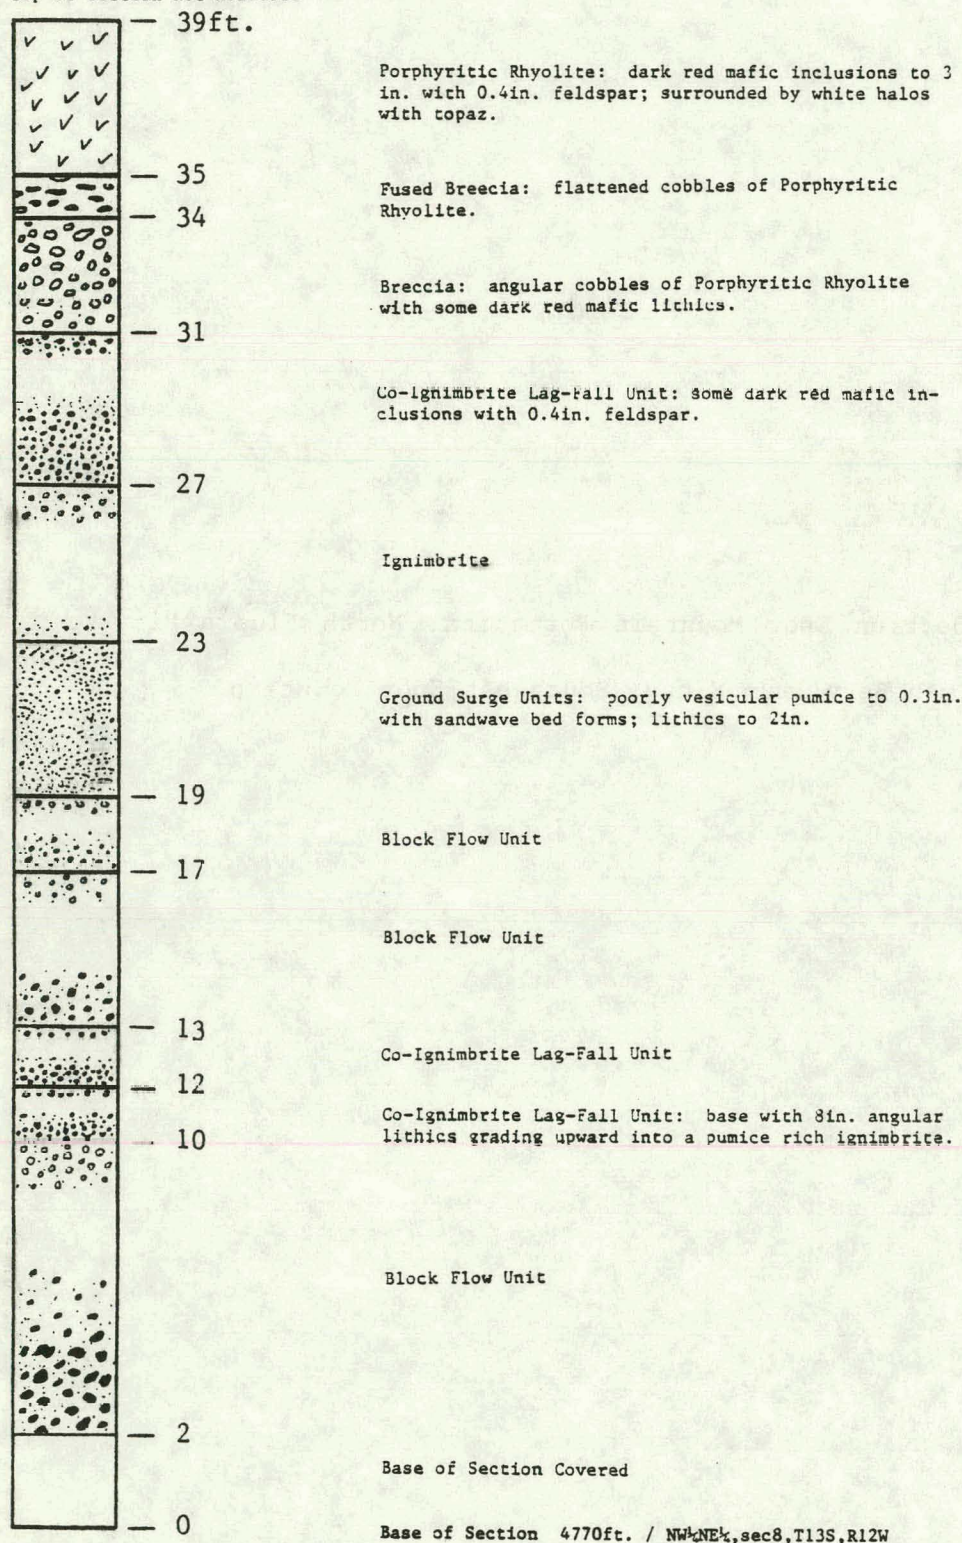 39ft.
Porphyritic Rhyolite: dark red mafic inclusions to 3
in. with 0.4in. feldspar; surrounded by white halos
with topaz.
35
Fused Breecia: flattened cobbles of Porphyritic
Rhyolite.
34
Breccia: angular cobbles of Porphyritic Rhyolite
with some dark red mafic lithics.
31
Co-Ignimbrite Lag-Fall Unit: some dark red mafic in-
clusions with 0.4in. feldspar.
27
Ignimbrite
23
Ground Surge Units: poorly vesicular pumice to 0.3in.
with sandwave bed forms; lithics to 2in.
19
Block Flow Unit
17
Block Flow Unit
13
Co-Ignimbrite Lag-Fall Unit
12
Co-Ignimbrite Lag-Fall Unit: base with 8in. angular
lithics grading upward into a pumice rich ignimbrite.
10
Block Flow Unit
2
Base of Section Covered
0
Base of Section 4770ft. / NW¼NE¼,sec8,T13S,R12W